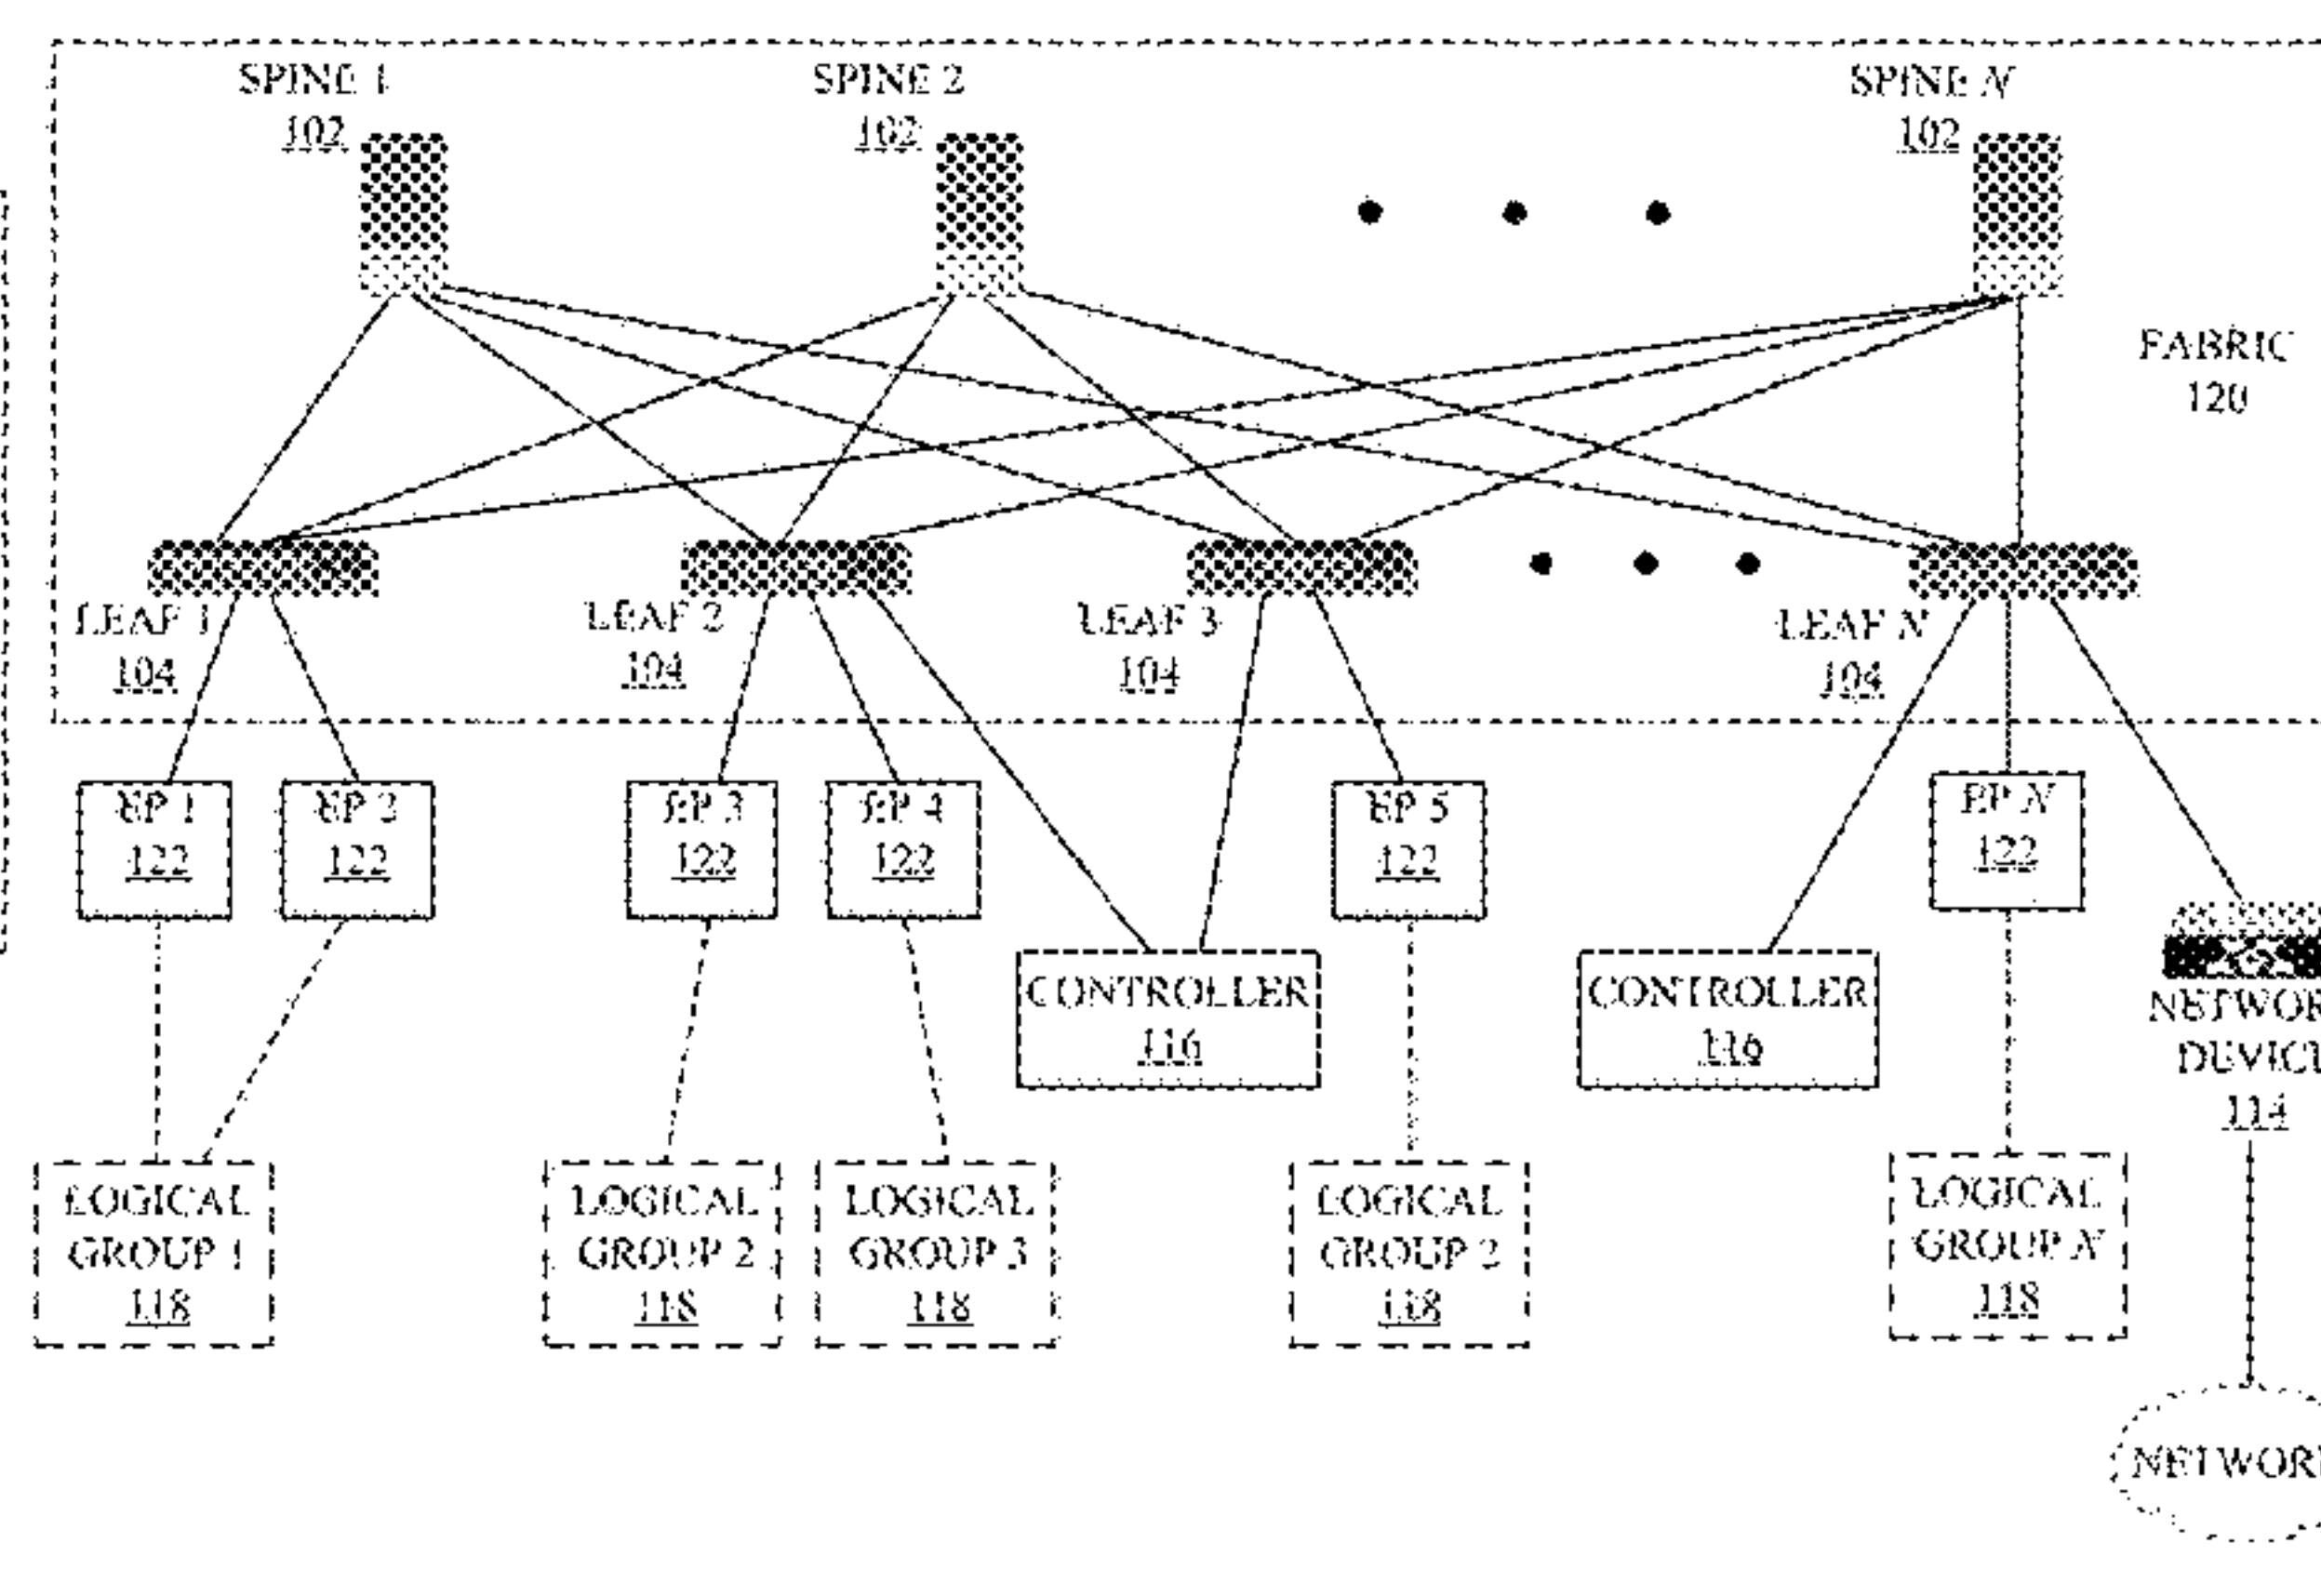 SPINE 1
102
SPINE 2
102
SPINE N
102
FABRIC
120
LEAF 1
104
LEAF 2
104
LEAF 3
104
LEAF N
104
EP 1
122
EP 2
122
EP 3
122
EP 4
122
EP 5
122
EP N
122
CONTROLLER
116
CONTROLLER
116
NETWOR
DEVIC
114
LOGICAL
GROUP 1
118
LOGICAL
GROUP 2
118
LOGICAL
GROUP 3
118
LOGICAL
GROUP 2
118
LOGICAL
GROUP N
118
NETWOR